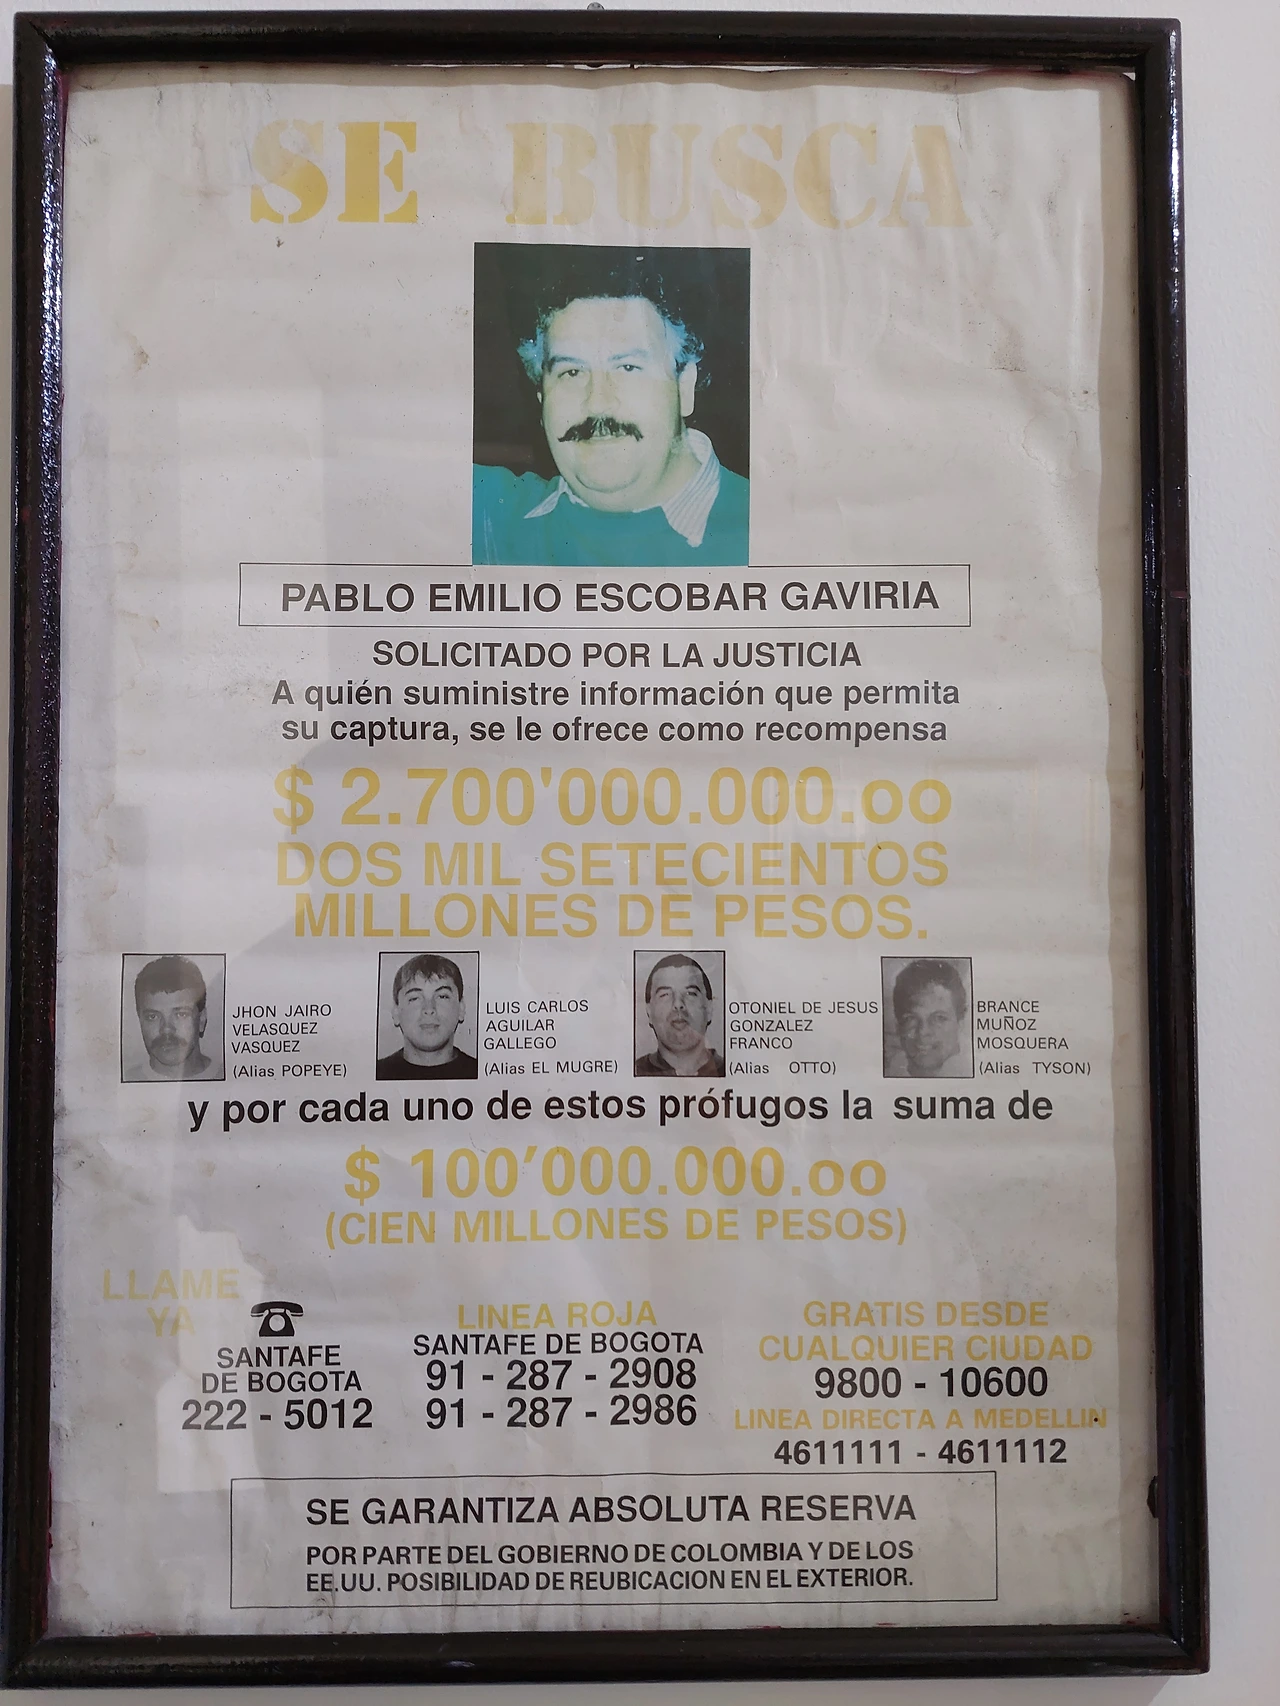 SE BUSCA
PABLO EMILIO ESCOBAR GAVIRIA
SOLICITADO POR LA JUSTICIA
A quién suministre información que permita
su captura, se le ofrece como recompensa
$ 2.700'000.000.oo
DOS MIL SETECIENTOS
MILLONES DE PESOS.
JHON JAIRO
VELASQUEZ
VASQUEZ
(Alias POPEYE)
LUIS CARLOS
AGUILAR
GALLEGO
(Alias EL MUGRE)
OTONIEL DE JESUS
GONZALEZ
FRANCO
(Alias OTTO)
BRANCE
MUÑOZ
MOSQUERA
(Alias TYSON)
y por cada uno de estos prófugos la suma de
$ 100’000.000.oo
(CIEN MILLONES DE PESOS)
LLAME
YA
SANTAFE
DE BOGOTA
222 - 5012
LINEA ROJA
SANTAFE DE BOGOTA
91 - 287 - 2908
91 - 287 - 2986
GRATIS DESDE
CUALQUIER CIUDAD
9800 - 10600
LINEA DIRECTA A MEDELLIN
4611111 - 4611112
SE GARANTIZA ABSOLUTA RESERVA
POR PARTE DEL GOBIERNO DE COLOMBIA Y DE LOS
EE.UU. POSIBILIDAD DE REUBICACION EN EL EXTERIOR.